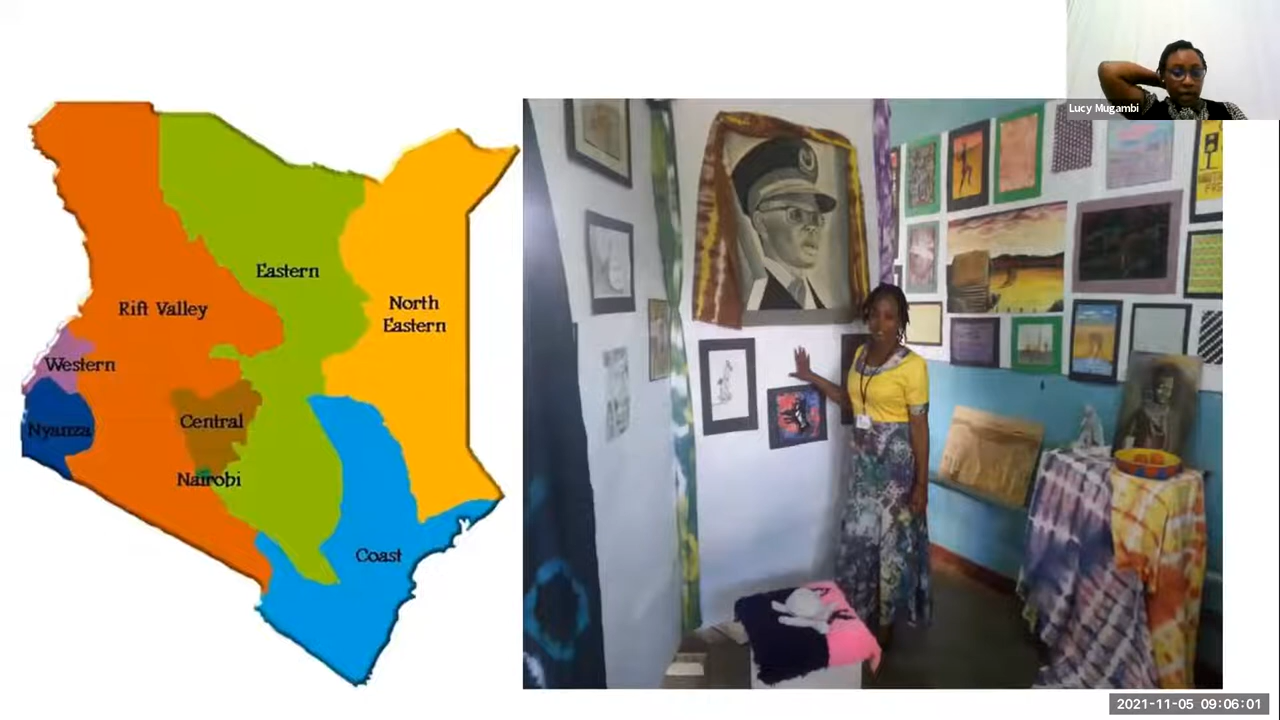 Lucy Mugambi
Eastern
Rift Valley
North
Eastern
Western
Central
Nyanza
Nairobi
Coast
2021-11-05 09:06:01